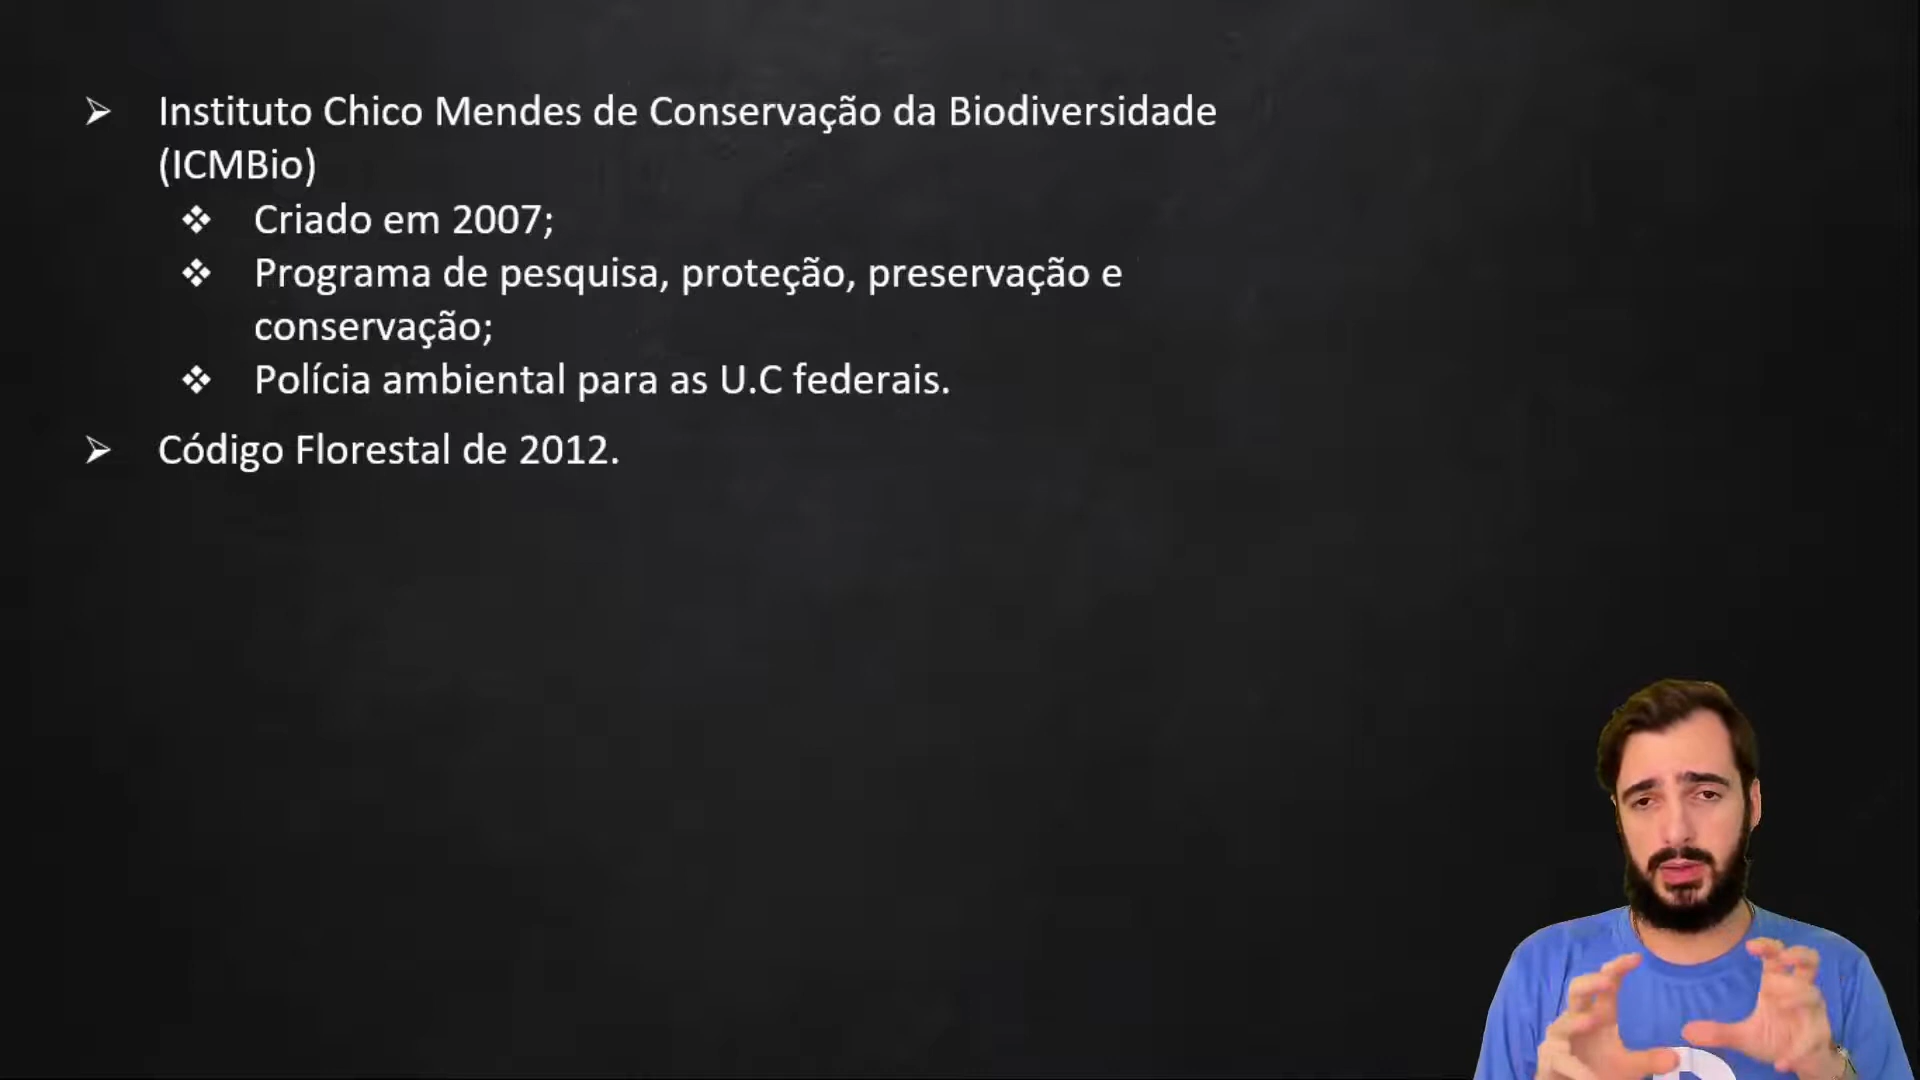 Instituto Chico Mendes de Conservação da Biodiversidade
(ICMBio)
Criado em 2007;
Programa de pesquisa, proteção, preservação e
conservação;
Polícia ambiental para as U.C federais.
Código Florestal de 2012.